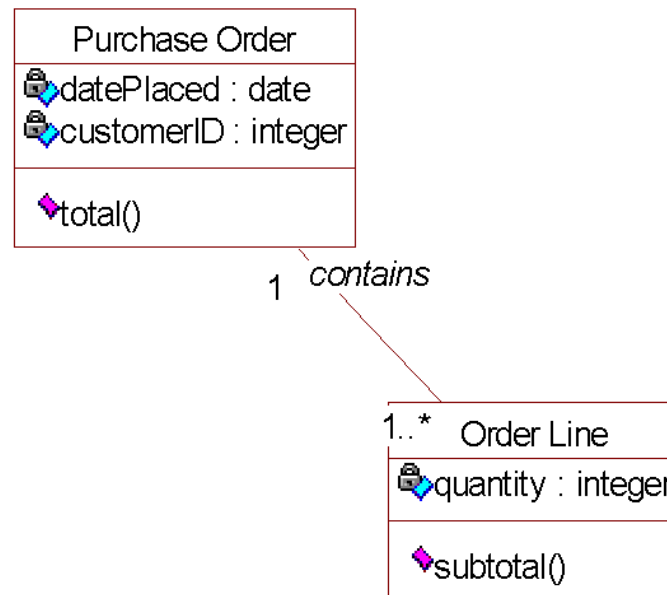 Purchase Order
datePlaced : date
customerID : integer
total()
1 contains
1..*
Order Line
quantity : integer
subtotal()